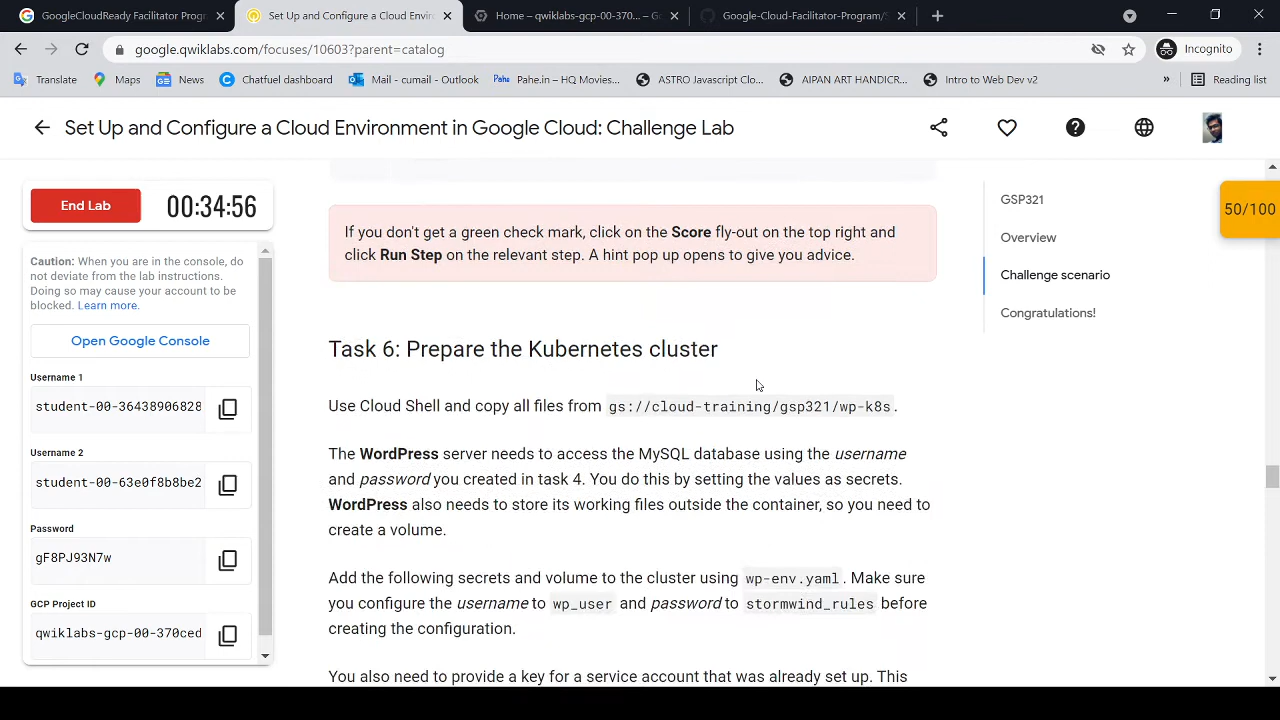 GoogleCloudReady Facilitator Progr
Set Up and Configure a Cloud Envir
Home – qwiklabs-gcp-00-370... – Go
Google-Cloud-Facilitator-Program/S
google.qwiklabs.com/focuses/10603?parent=catalog
Incognito
Translate
Maps
News
Chatfuel dashboard
Mail - cumail - Outlook
Pahe.in – HQ Movies...
ASTRO Javascript Clo...
AIPAN ART HANDICR...
Intro to Web Dev v2
»
Reading list
Set Up and Configure a Cloud Environment in Google Cloud: Challenge Lab
End Lab
00:34:56
Caution: When you are in the console, do
not deviate from the lab instructions.
Doing so may cause your account to be
blocked. Learn more.
Open Google Console
Username 1
student-00-36438906828
Username 2
student-00-63e0f8b8be2
Password
gF8PJ93N7w
GCP Project ID
qwiklabs-gcp-00-370ced
If you don't get a green check mark, click on the Score fly-out on the top right and
click Run Step on the relevant step. A hint pop up opens to give you advice.
Task 6: Prepare the Kubernetes cluster
Use Cloud Shell and copy all files from gs://cloud-training/gsp321/wp-k8s.
The WordPress server needs to access the MySQL database using the username
and password you created in task 4. You do this by setting the values as secrets.
WordPress also needs to store its working files outside the container, so you need to
create a volume.
Add the following secrets and volume to the cluster using wp-env.yaml. Make sure
you configure the username to wp_user and password to stormwind_rules before
creating the configuration.
You also need to provide a key for a service account that was already set up. This
GSP321
Overview
Challenge scenario
Congratulations!
50/100